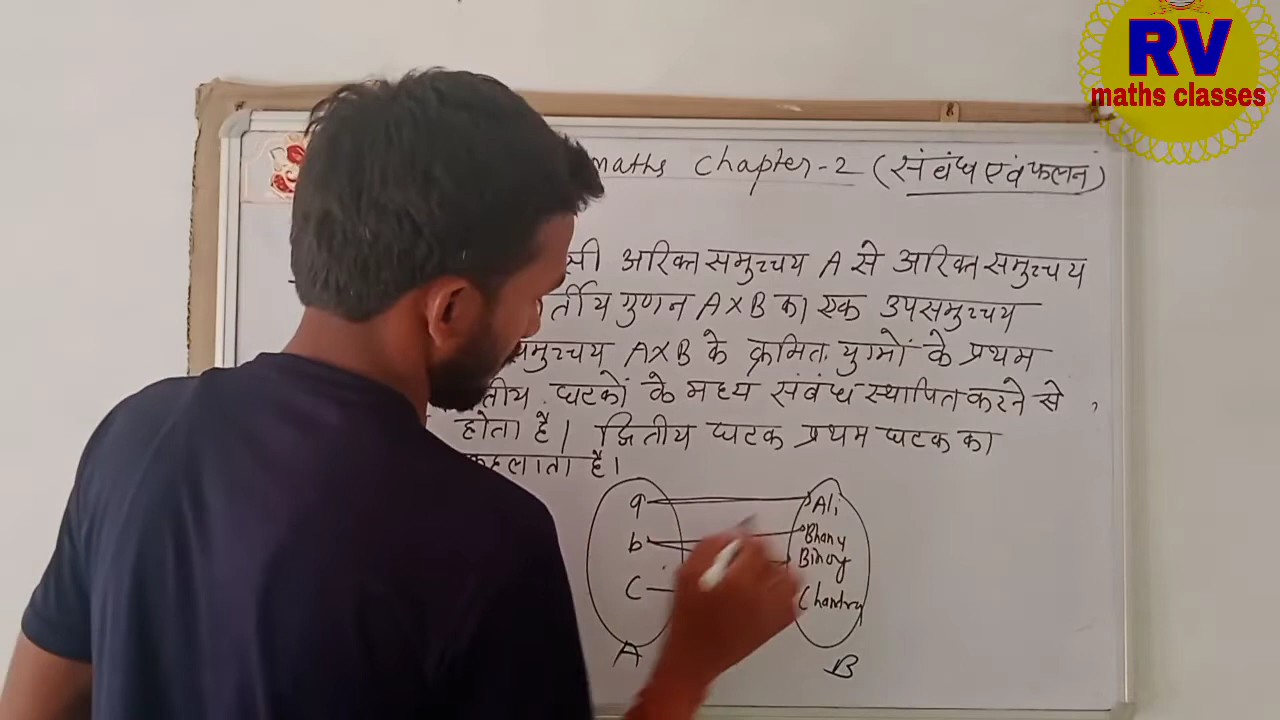 RV
maths classes
maths Chapter-2 (संबंध एवं फलन)
अरिक्त समुच्चय A से अरिक्त समुच्चय
गुणन A×B का एक उपसमुच्चय
समुच्चय A×B के क्रमित युग्मों के प्रथम
घटकों के मध्य संबंध स्थापित करने से
होता है। द्वितीय घटक प्रथम घटक का
कहलाता है।
a Ali
b Bhanu
Binoy
C Chandra
A B